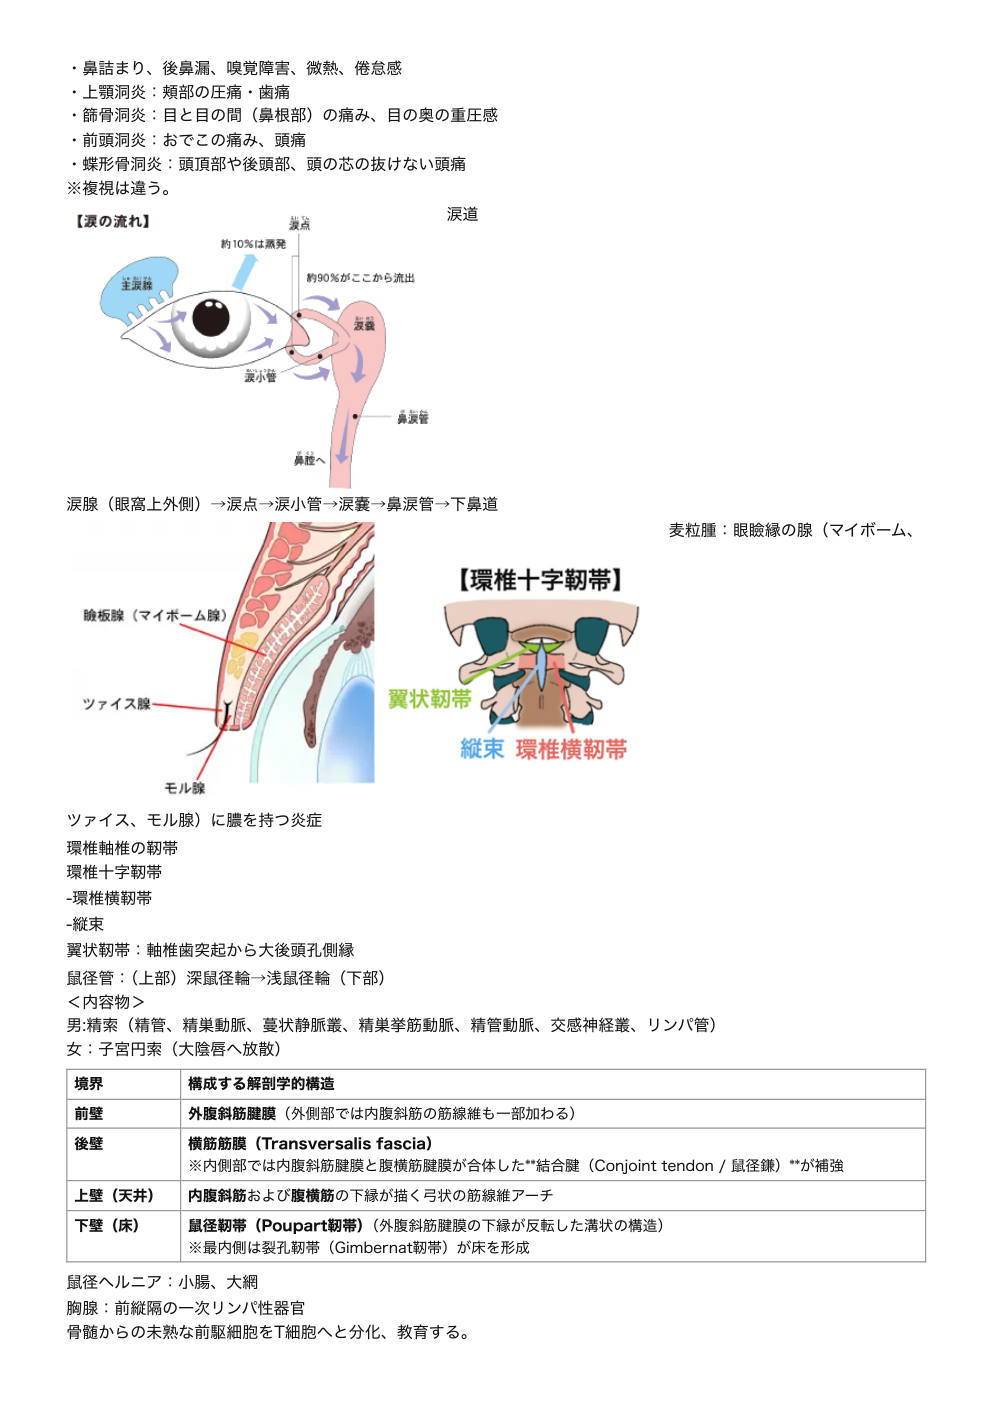 ・鼻詰まり、後鼻漏、嗅覚障害、微熱、倦怠感
・上顎洞炎：頬部の圧痛・歯痛
・篩骨洞炎：目と目の間（鼻根部）の痛み、目の奥の重圧感
・前頭洞炎：おでこの痛み、頭痛
・蝶形骨洞炎：頭頂部や後頭部、頭の芯の抜けない頭痛
※複視は違う。
涙道
【涙の流れ】
涙点
約10％は蒸発
約90％がここから流出
主涙腺
涙嚢
涙小管
鼻涙管
鼻腔へ
涙腺（眼窩上外側）→涙点→涙小管→涙嚢→鼻涙管→下鼻道
麦粒腫：眼瞼縁の腺（マイボーム、
瞼板腺（マイボーム腺）
ツァイス腺
モル腺
【環椎十字靭帯】
翼状靭帯
縦束 環椎横靭帯
ツァイス、モル腺）に膿を持つ炎症
環椎軸椎の靭帯
環椎十字靭帯
-環椎横靭帯
-縦束
翼状靭帯：軸椎歯突起から大後頭孔側縁
鼠径管：（上部）深鼠径輪→浅鼠径輪（下部）
＜内容物＞
男:精索（精管、精巣動脈、蔓状静脈叢、精巣挙筋動脈、精管動脈、交感神経叢、リンパ管）
女：子宮円索（大陰唇へ放散）
境界 構成する解剖学的構造
前壁 外腹斜筋腱膜（外側部では内腹斜筋の筋線維も一部加わる）
後壁 横筋筋膜（Transversalis fascia）
※内側部では内腹斜筋腱膜と腹横筋腱膜が合体した**結合腱（Conjoint tendon / 鼠径鎌）**が補強
上壁（天井） 内腹斜筋および腹横筋の下縁が描く弓状の筋線維アーチ
下壁（床） 鼠径靭帯（Poupart靭帯）（外腹斜筋腱膜の下縁が反転した溝状の構造）
※最内側は裂孔靭帯（Gimbernat靭帯）が床を形成
鼠径ヘルニア：小腸、大網
胸腺：前縦隔の一次リンパ性器官
骨髄からの未熟な前駆細胞をT細胞へと分化、教育する。